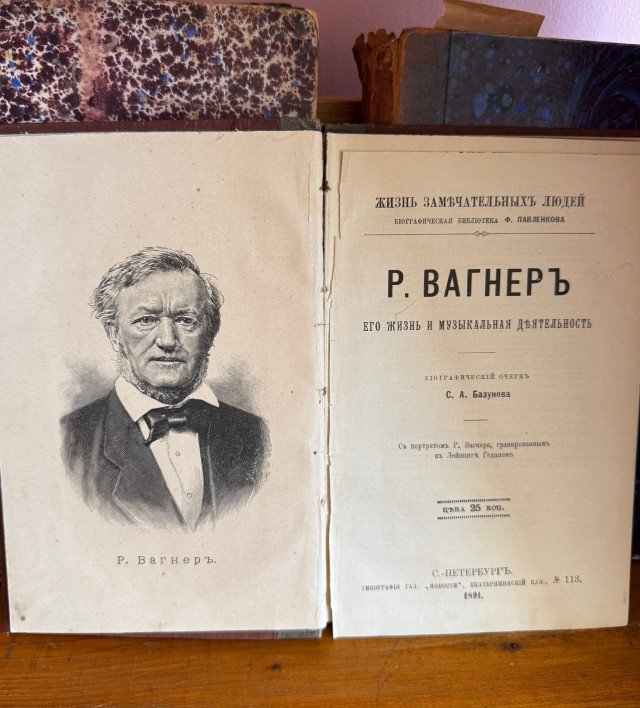 Р. Вагнеръ.
ЖИЗНЬ ЗАМѢЧАТЕЛЬНЫХЪ ЛЮДЕЙ
БІОГРАФИЧЕСКАЯ БИБЛІОТЕКА Ф. ПАВЛЕНКОВА
Р. ВАГНЕРЪ
ЕГО ЖИЗНЬ И МУЗЫКАЛЬНАЯ ДѢЯТЕЛЬНОСТЬ
БІОГРАФИЧЕСКІЙ ОЧЕРКЪ
С. А. Базунова
Съ портретомъ Р. Вагнера, гравированнымъ
въ Лейпцигѣ Геданомъ
ЦѢНА 25 КОП.
С.-ПЕТЕРБУРГЪ.
ТИПОГРАФІЯ ГАЗ. „НОВОСТИ", ЕКАТЕРИНИНСКІЙ КАН., № 113.
1891.